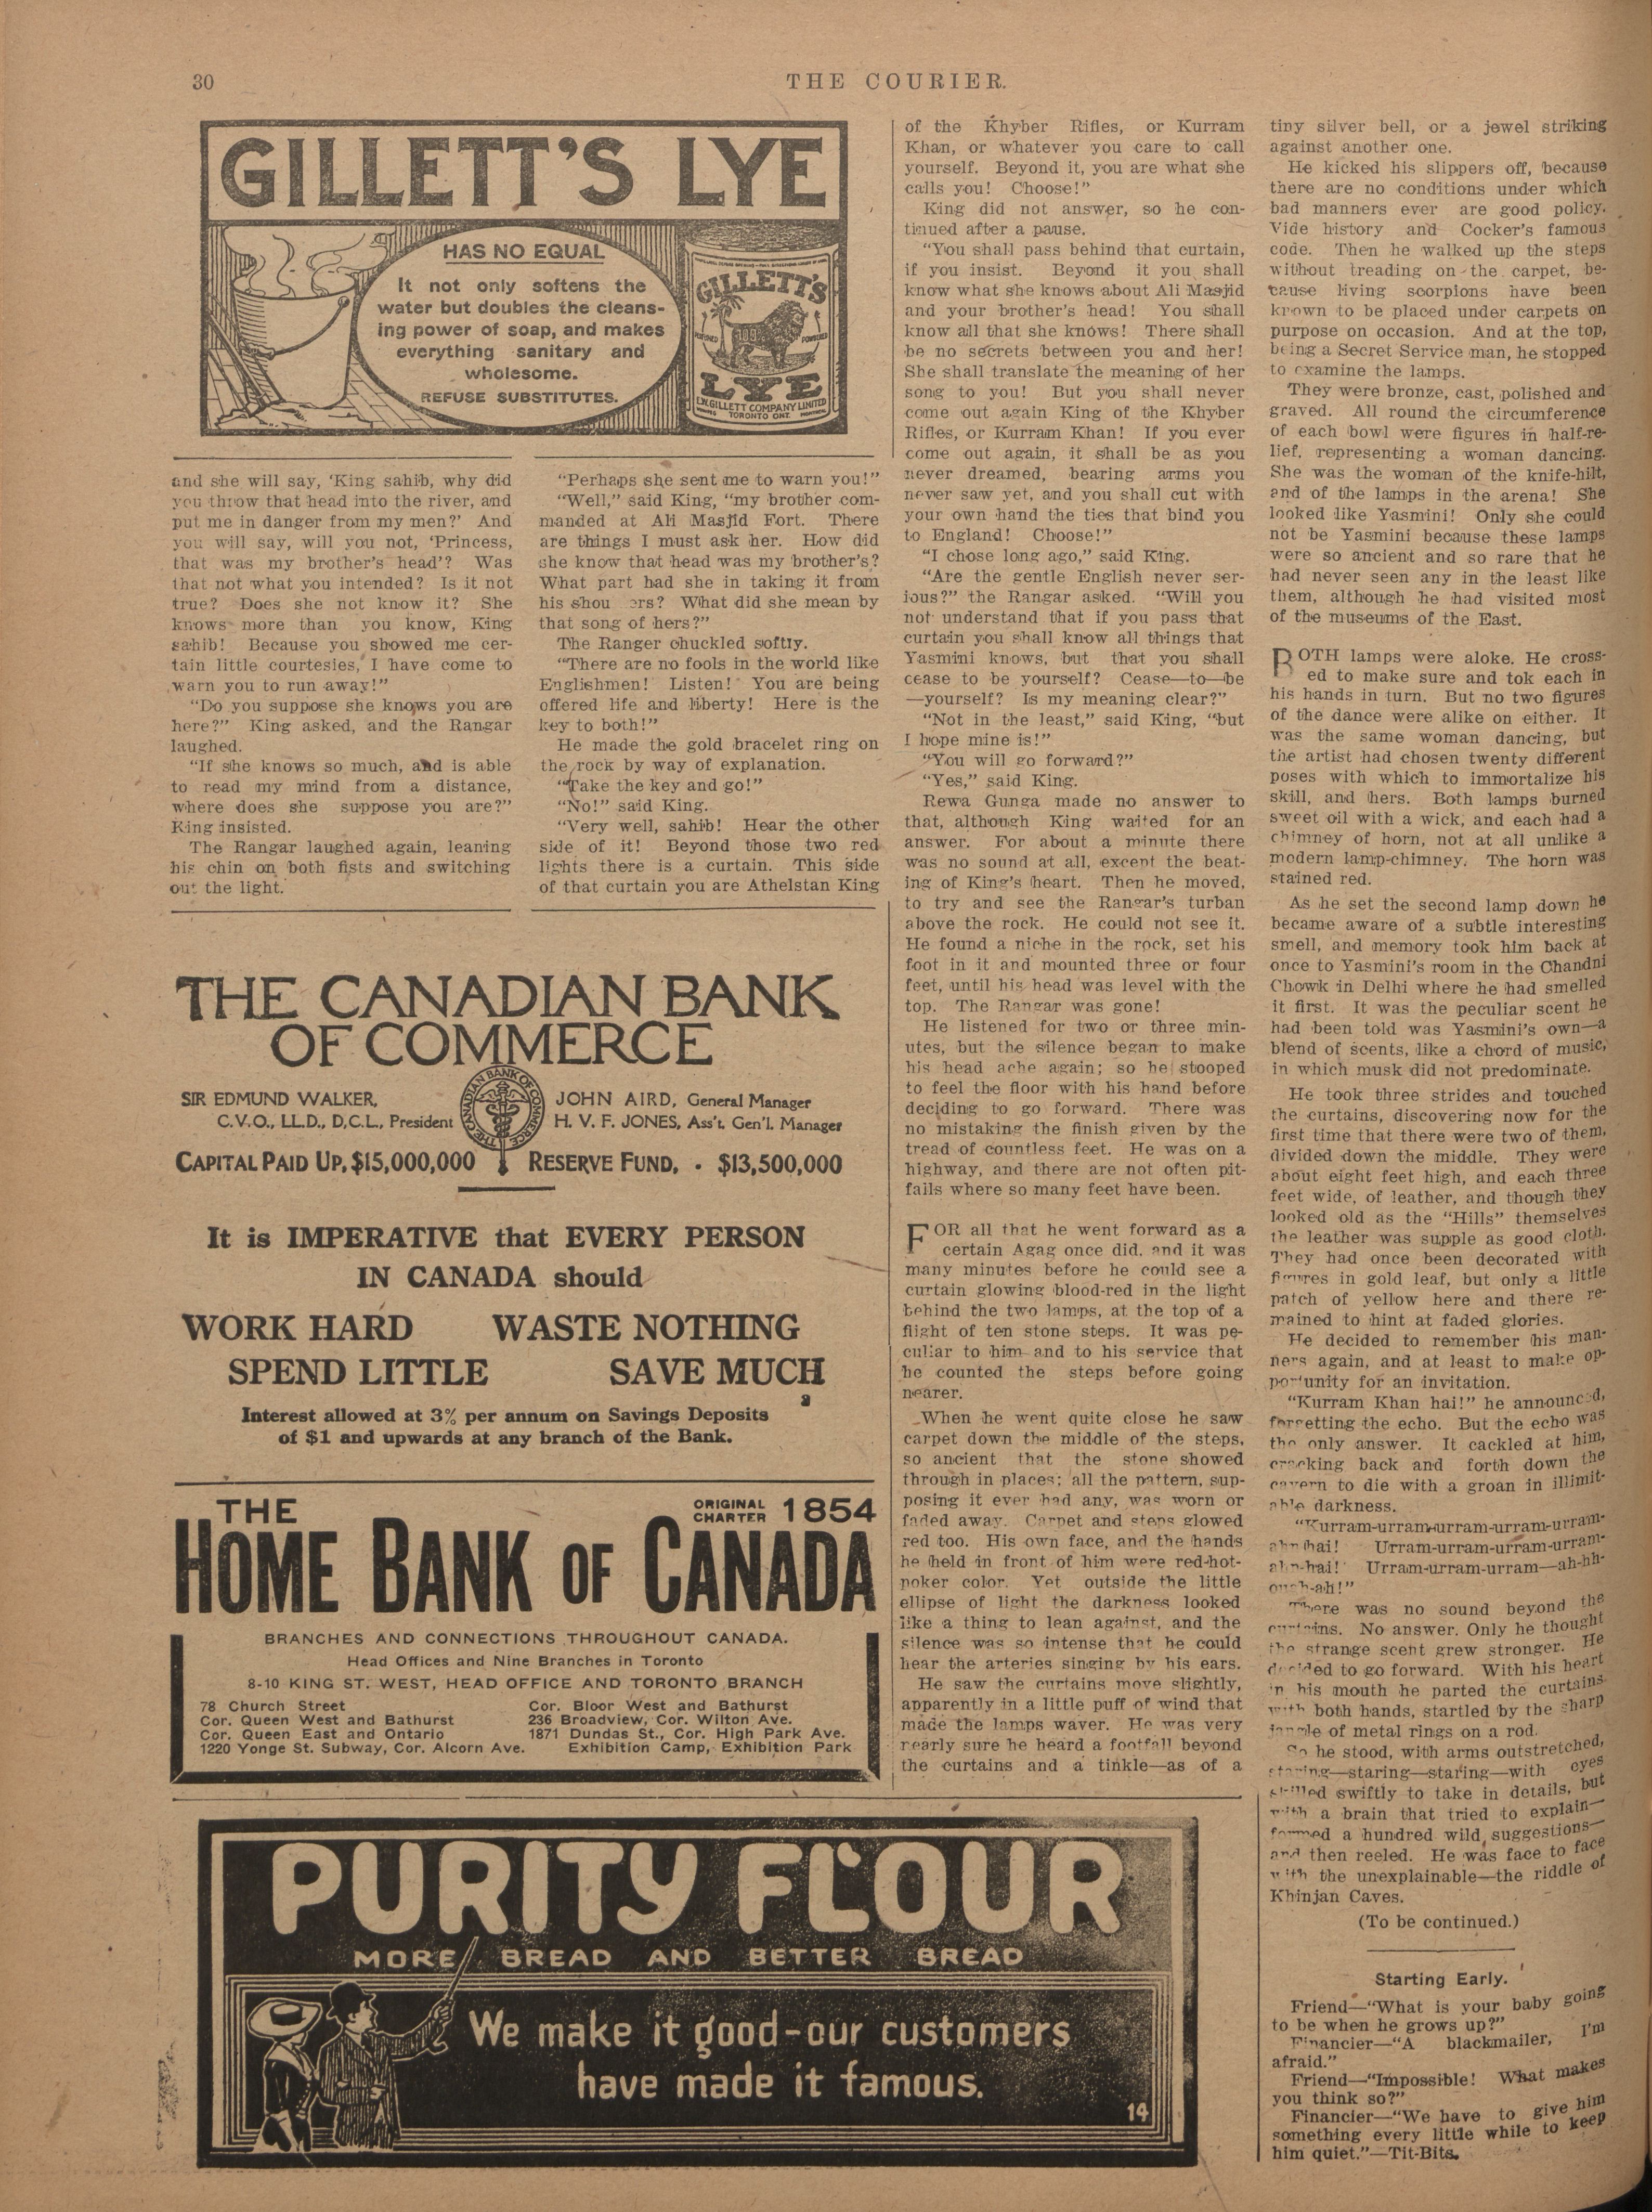 30
THE COURIER.
GILLETT'S LYE
HAS NO EQUAL
It not only softens the
water but doubles the cleans-
ing power of soap, and makes
everything sanitary and
wholesome.
REFUSE SUBSTITUTES.
GILLETT'S
LYE
E.W. GILLETT COMPANY LIMITED
TORONTO ONT.
and she will say, 'King sahib, why did
you throw that head into the river, and
put me in danger from my men?' And
you will say, will you not, 'Princess,
that was my brother's head'? Was
that not what you intended? Is it not
true? Does she not know it? She
knows more than you know, King
sahib! Because you showed me cer-
tain little courtesies, I have come to
warn you to run away!"
"Do you suppose she knows you are
here?" King asked, and the Rangar
laughed.
"If she knows so much, and is able
to read my mind from a distance,
where does she suppose you are?"
King insisted.
The Rangar laughed again, leaning
his chin on both fists and switching
out the light.
"Perhaps she sent me to warn you!"
"Well," said King, "my brother com-
manded at Ali Masjid Fort. There
are things I must ask her. How did
she know that head was my brother's?
What part had she in taking it from
his shou ers? What did she mean by
that song of hers?"
The Ranger chuckled softly.
"There are no fools in the world like
Englishmen! Listen! You are being
offered life and liberty! Here is the
key to both!"
He made the gold bracelet ring on
the rock by way of explanation.
"Take the key and go!"
"No!" said King.
"Very well, sahib! Hear the other
side of it! Beyond those two red
lights there is a curtain. This side
of that curtain you are Athelstan King
THE CANADIAN BANK
OF COMMERCE
SIR EDMUND WALKER,
C.V.O., LL.D., D.C.L., President
THE CANADIAN BANK OF COMMERCE
JOHN AIRD, General Manager
H. V. F. JONES, Ass't. Gen'l. Manager
CAPITAL PAID UP, $15,000,000 RESERVE FUND, . $13,500,000
It is IMPERATIVE that EVERY PERSON
IN CANADA should
WORK HARD WASTE NOTHING
SPEND LITTLE SAVE MUCH
Interest allowed at 3% per annum on Savings Deposits
of $1 and upwards at any branch of the Bank.
THE ORIGINAL CHARTER 1854
HOME BANK OF CANADA
BRANCHES AND CONNECTIONS THROUGHOUT CANADA.
Head Offices and Nine Branches in Toronto
8-10 KING ST. WEST, HEAD OFFICE AND TORONTO BRANCH
78 Church Street
Cor. Queen West and Bathurst
Cor. Queen East and Ontario
1220 Yonge St. Subway, Cor. Alcorn Ave.
Cor. Bloor West and Bathurst
236 Broadview, Cor. Wilton Ave.
1871 Dundas St., Cor. High Park Ave.
Exhibition Camp, Exhibition Park
PURITY FLOUR
MORE BREAD AND BETTER BREAD
We make it good-our customers
have made it famous.
14
of the Khyber Rifles, or Kurram
Khan, or whatever you care to call
yourself. Beyond it, you are what she
calls you! Choose!"
King did not answer, so he con-
tinued after a pause.
"You shall pass behind that curtain,
if you insist. Beyond it you shall
know what she knows about Ali Masjid
and your brother's head! You shall
know all that she knows! There shall
be no secrets between you and her!
She shall translate the meaning of her
song to you! But you shall never
come out again King of the Khyber
Rifles, or Kurram Khan! If you ever
come out again, it shall be as you
never dreamed, bearing arms you
never saw yet, and you shall cut with
your own hand the ties that bind you
to England! Choose!"
"I chose long ago," said King.
"Are the gentle English never ser-
ious?" the Rangar asked. "Will you
not understand that if you pass that
curtain you shall know all things that
Yasmini knows, but that you shall
cease to be yourself? Cease—to—be
—yourself? Is my meaning clear?"
"Not in the least," said King, "but
I hope mine is!"
"You will go forward?"
"Yes," said King.
Rewa Gunga made no answer to
that, although King waited for an
answer. For about a minute there
was no sound at all, except the beat-
ing of King's heart. Then he moved,
to try and see the Rangar's turban
above the rock. He could not see it.
He found a niche in the rock, set his
foot in it and mounted three or four
feet, until his head was level with the
top. The Rangar was gone!
He listened for two or three min-
utes, but the silence began to make
his head ache again; so he stooped
to feel the floor with his hand before
deciding to go forward. There was
no mistaking the finish given by the
tread of countless feet. He was on a
highway, and there are not often pit-
falls where so many feet have been.
FOR all that he went forward as a
certain Agag once did, and it was
many minutes before he could see a
curtain glowing blood-red in the light
behind the two lamps, at the top of a
flight of ten stone steps. It was pe-
culiar to him and to his service that
he counted the steps before going
nearer.
When he went quite close he saw
carpet down the middle of the steps,
so ancient that the stone showed
through in places; all the pattern, sup-
posing it ever had any, was worn or
faded away. Carpet and steps glowed
red too. His own face, and the hands
he held in front of him were red-hot-
poker color. Yet outside the little
ellipse of light the darkness looked
like a thing to lean against, and the
silence was so intense that he could
hear the arteries singing by his ears.
He saw the curtains move slightly,
apparently in a little puff of wind that
made the lamps waver. He was very
nearly sure he heard a footfall beyond
the curtains and a tinkle—as of a
tiny silver bell, or a jewel striking
against another one.
He kicked his slippers off, because
there are no conditions under which
bad manners ever are good policy.
Vide history and Cocker's famous
code. Then he walked up the steps
without treading on the carpet, be-
cause living scorpions have been
known to be placed under carpets on
purpose on occasion. And at the top,
being a Secret Service man, he stopped
to examine the lamps.
They were bronze, cast, polished and
graved. All round the circumference
of each bowl were figures in half-re-
lief, representing a woman dancing.
She was the woman of the knife-hilt,
and of the lamps in the arena! She
looked like Yasmini! Only she could
not be Yasmini because these lamps
were so ancient and so rare that he
had never seen any in the least like
them, although he had visited most
of the museums of the East.
BOTH lamps were aloke. He cross-
ed to make sure and tok each in
his hands in turn. But no two figures
of the dance were alike on either. It
was the same woman dancing, but
the artist had chosen twenty different
poses with which to immortalize his
skill, and hers. Both lamps burned
sweet oil with a wick, and each had a
chimney of horn, not at all unlike a
modern lamp-chimney. The horn was
stained red.
As he set the second lamp down he
became aware of a subtle interesting
smell, and memory took him back at
once to Yasmini's room in the Chandni
Chowk in Delhi where he had smelled
it first. It was the peculiar scent he
had been told was Yasmini's own—a
blend of scents, like a chord of music,
in which musk did not predominate.
He took three strides and touched
the curtains, discovering now for the
first time that there were two of them,
divided down the middle. They were
about eight feet high, and each three
feet wide, of leather, and though they
looked old as the "Hills" themselves
the leather was supple as good cloth.
They had once been decorated with
figures in gold leaf, but only a little
patch of yellow here and there re-
mained to hint at faded glories.
He decided to remember his man-
ners again, and at least to make op-
portunity for an invitation.
"Kurram Khan hai!" he announced,
forgetting the echo. But the echo was
the only answer. It cackled at him,
cracking back and forth down the
cavern to die with a groan in illimit-
able darkness.
"Kurram-urram-urram-urram-urram-
ahn-hai! Urram-urram-urram-urram-
ahn-hai! Urram-urram-urram—ah-hh-
ough-ah!"
There was no sound beyond the
curtains. No answer. Only he thought
the strange scent grew stronger. He
decided to go forward. With his heart
in his mouth he parted the curtains
with both hands, startled by the sharp
jangle of metal rings on a rod.
So he stood, with arms outstretched,
staring—staring—staring—with eyes
skilled swiftly to take in details, but
with a brain that tried to explain—
formed a hundred wild suggestions—
and then reeled. He was face to face
with the unexplainable—the riddle of
Khinjan Caves.
(To be continued.)
Starting Early.
Friend—"What is your baby going
to be when he grows up?"
Financier—"A blackmailer, I'm
afraid."
Friend—"Impossible! What makes
you think so?"
Financier—"We have to give him
something every little while to keep
him quiet."—Tit-Bits.